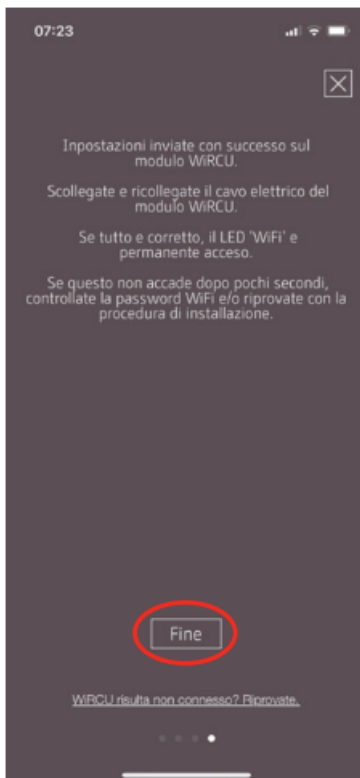 07:23
Inpostazioni inviate con successo sul
modulo WiRCU.
Scollegate e ricollegate il cavo elettrico del
modulo WiRCU.
Se tutto e corretto, il LED 'WiFi' e
permanente acceso.
Se questo non accade dopo pochi secondi,
controllate la password WiFi e/o riprovate con la
procedura di installazione.
Fine
WiRCU risulta non connesso? Riprovate.